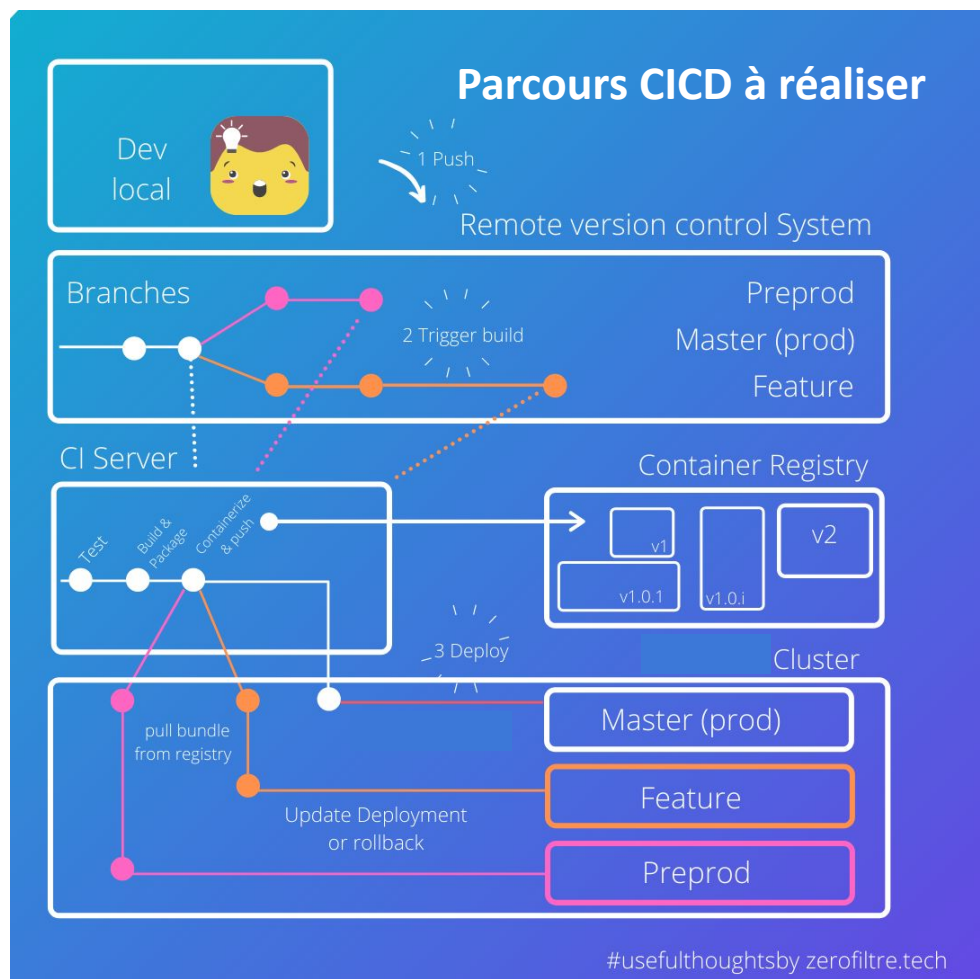 Parcours CICD à réaliser
Dev
local
1 Push
Remote version control System
Branches
Preprod
2 Trigger build
Master (prod)
Feature
CI Server
Container Registry
Test
Build &
Package
Containerize
& push
v1
v2
v1.0.1
v1.0.i
3 Deploy
Cluster
Master (prod)
pull bundle
from registry
Feature
Update Deployment
or rollback
Preprod
#usefulthoughtsby zerofiltre.tech